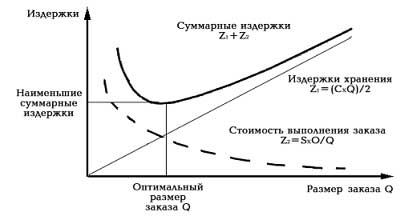 Издержки
Суммарные издержки
Z₁+Z₂
Издержки хранения
Z₁=(CxQ)/2
Наименьшие
суммарные
издержки
Стоимость выполнения заказа
Z₂=SxO/Q
Оптимальный
размер
заказа Q
Размер заказа Q